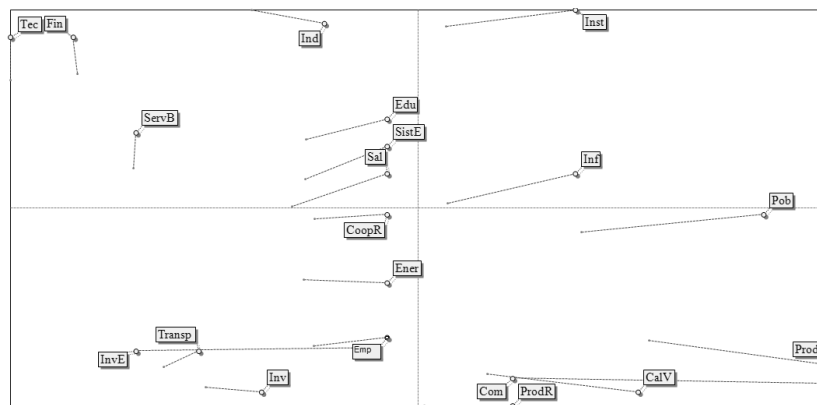 Tec
Fin
Ind
Inst
ServB
Edu
SistE
Sal
Inf
Pob
CoopR
Ener
Transp
InvE
Emp
Prod
Inv
Com
ProdR
CalV